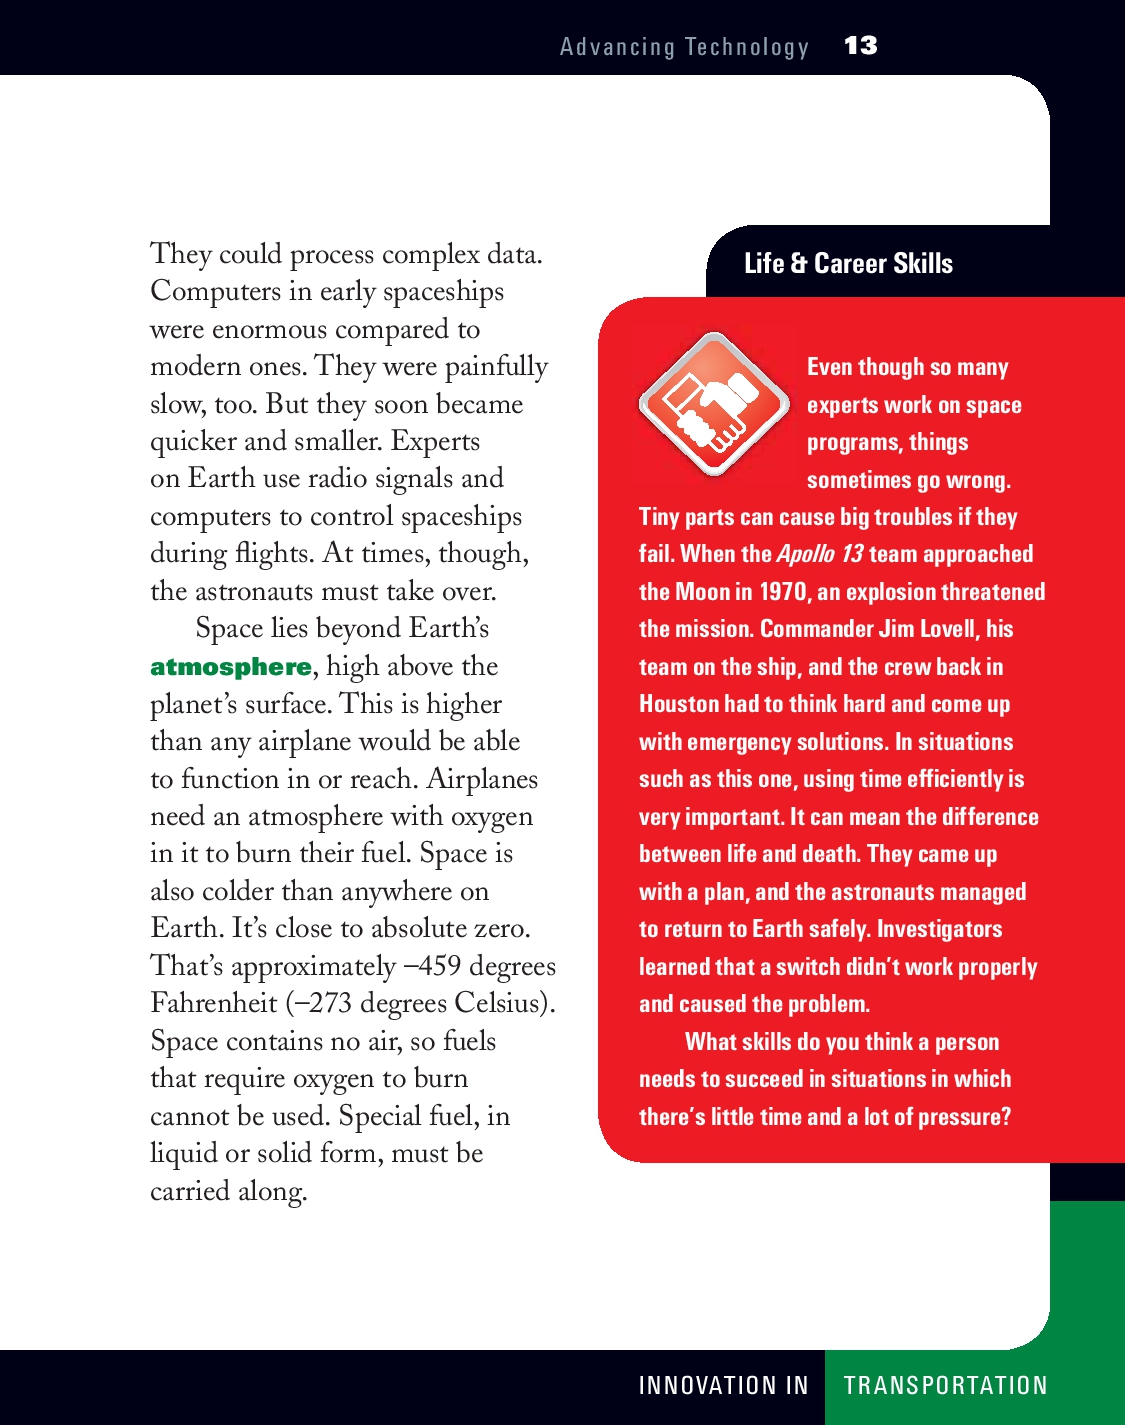 Advancing Technology 13
They could process complex data.
Computers in early spaceships
were enormous compared to
modern ones. They were painfully
slow, too. But they soon became
quicker and smaller. Experts
on Earth use radio signals and
computers to control spaceships
during flights. At times, though,
the astronauts must take over.
Space lies beyond Earth’s
atmosphere, high above the
planet’s surface. This is higher
than any airplane would be able
to function in or reach. Airplanes
need an atmosphere with oxygen
in it to burn their fuel. Space is
also colder than anywhere on
Earth. It’s close to absolute zero.
That’s approximately –459 degrees
Fahrenheit (–273 degrees Celsius).
Space contains no air, so fuels
that require oxygen to burn
cannot be used. Special fuel, in
liquid or solid form, must be
carried along.
Life & Career Skills
Even though so many
experts work on space
programs, things
sometimes go wrong.
Tiny parts can cause big troubles if they
fail. When the Apollo 13 team approached
the Moon in 1970, an explosion threatened
the mission. Commander Jim Lovell, his
team on the ship, and the crew back in
Houston had to think hard and come up
with emergency solutions. In situations
such as this one, using time efficiently is
very important. It can mean the difference
between life and death. They came up
with a plan, and the astronauts managed
to return to Earth safely. Investigators
learned that a switch didn’t work properly
and caused the problem.
What skills do you think a person
needs to succeed in situations in which
there’s little time and a lot of pressure?
INNOVATION IN TRANSPORTATION